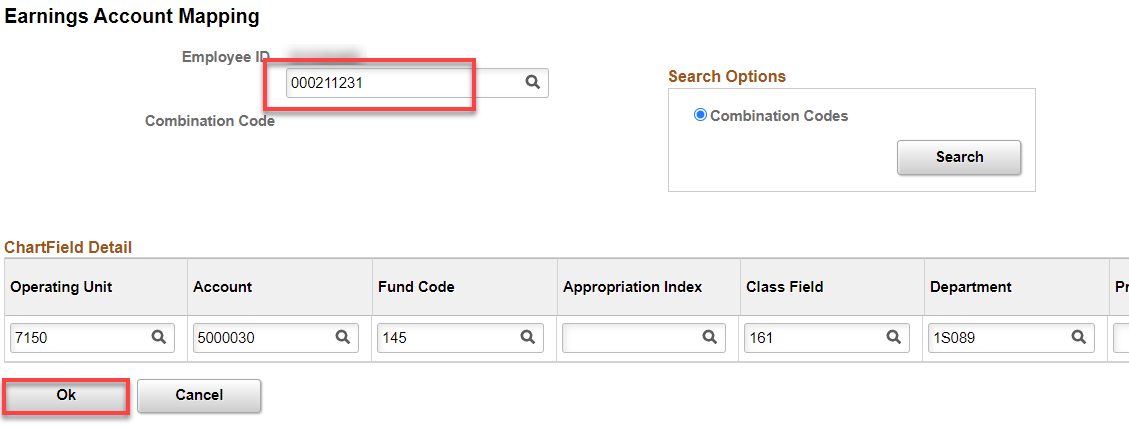 Earnings Account Mapping
Employee ID
000211231
Combination Code
Search Options
Combination Codes
Search
ChartField Detail
Operating Unit Account Fund Code Appropriation Index Class Field Department Pr
7150 5000030 145 161 1S089
Ok Cancel